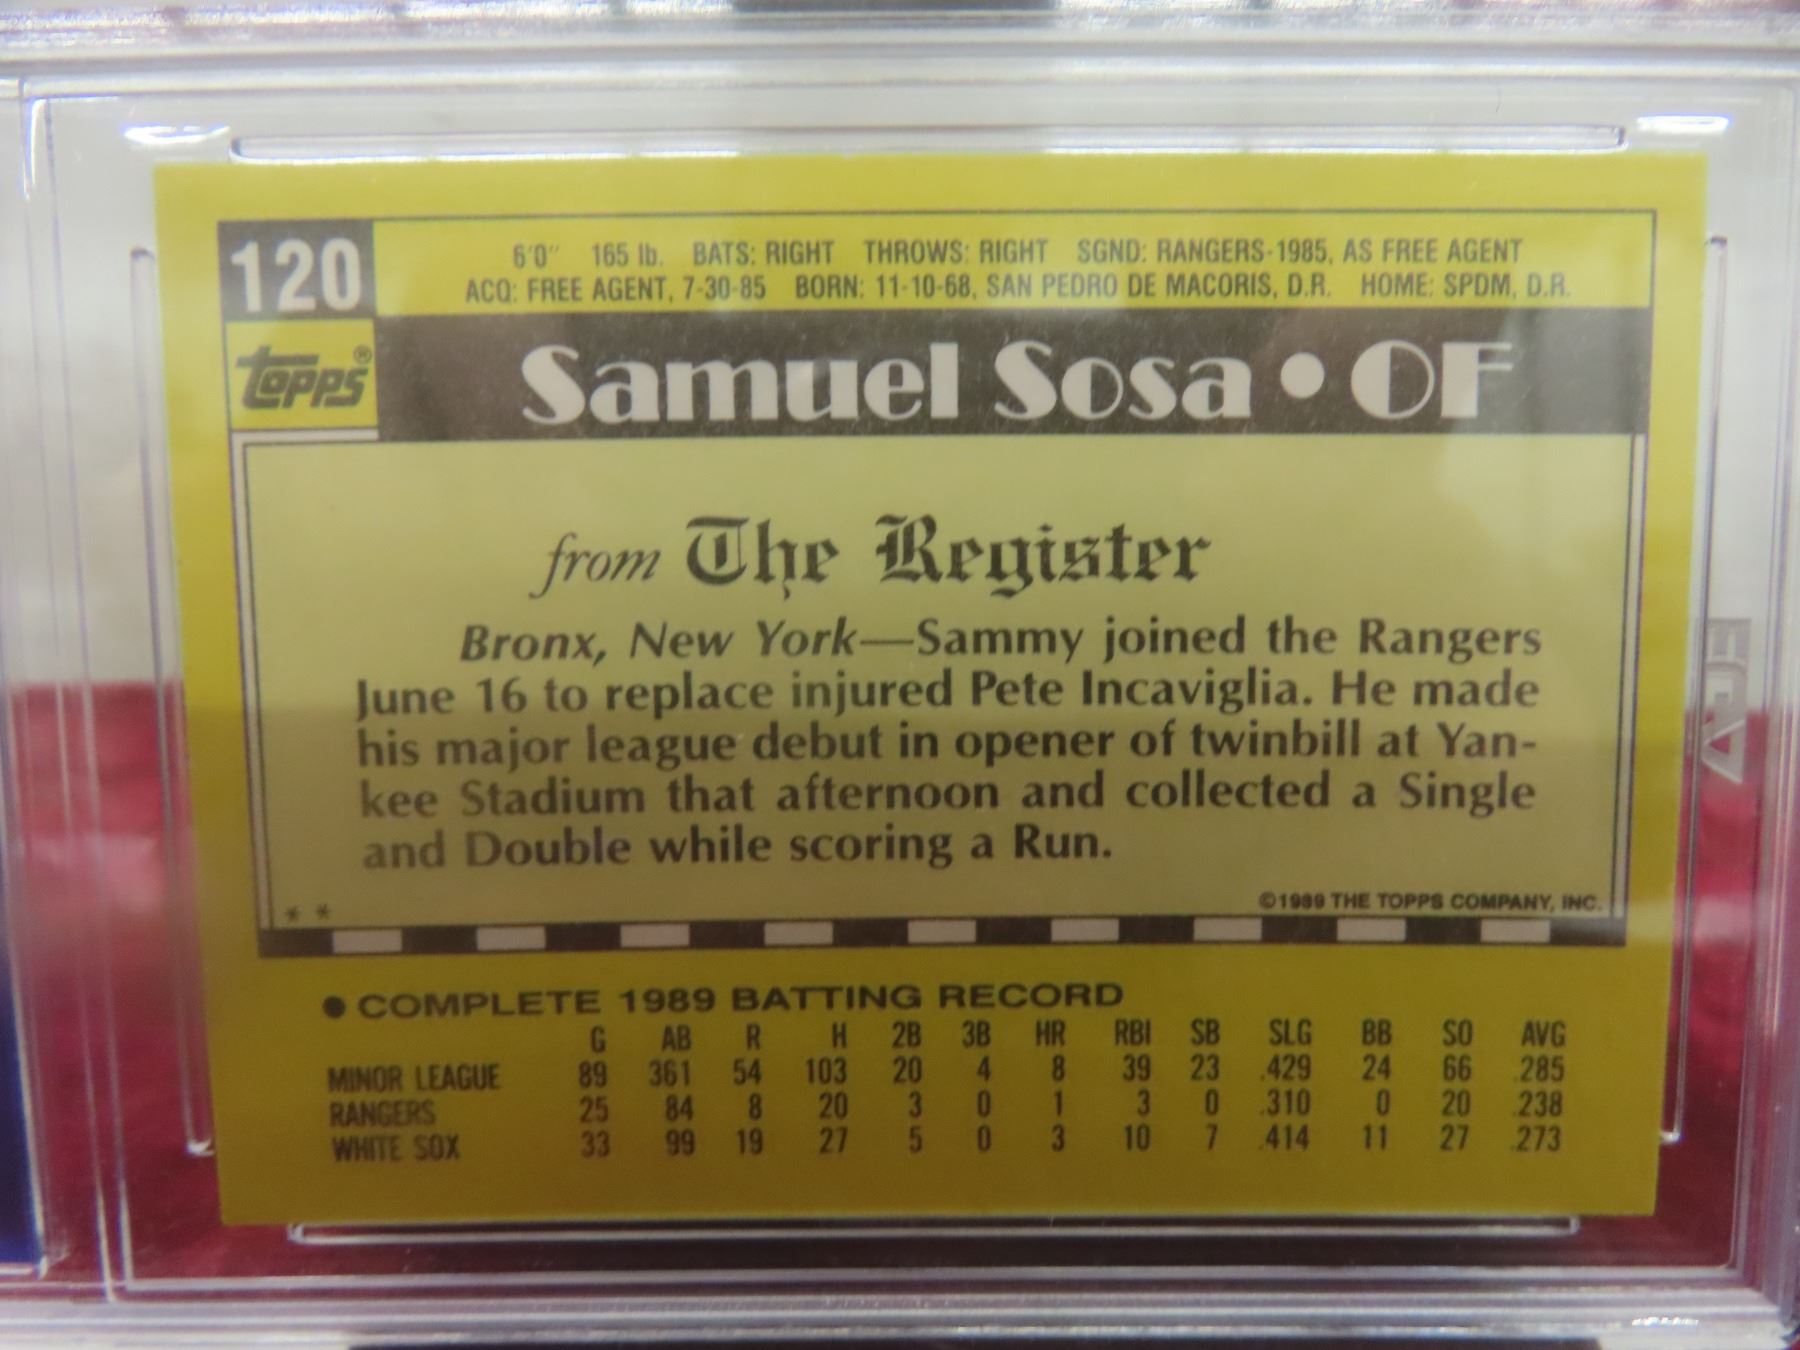 120
6'0" 165 lb. BATS: RIGHT THROWS: RIGHT SGND: RANGERS-1985, AS FREE AGENT
ACQ: FREE AGENT, 7-30-85 BORN: 11-10-68, SAN PEDRO DE MACORIS, D.R. HOME: SPDM, D.R.
topps®
Samuel Sosa • OF
from The Register
Bronx, New York—Sammy joined the Rangers
June 16 to replace injured Pete Incaviglia. He made
his major league debut in opener of twinbill at Yan-
kee Stadium that afternoon and collected a Single
and Double while scoring a Run.
* *
©1989 THE TOPPS COMPANY, INC.
● COMPLETE 1989 BATTING RECORD
G AB R H 2B 3B HR RBI SB SLG BB SO AVG
MINOR LEAGUE 89 361 54 103 20 4 8 39 23 .429 24 66 .285
RANGERS 25 84 8 20 3 0 1 3 0 .310 0 20 .238
WHITE SOX 33 99 19 27 5 0 3 10 7 .414 11 27 .273